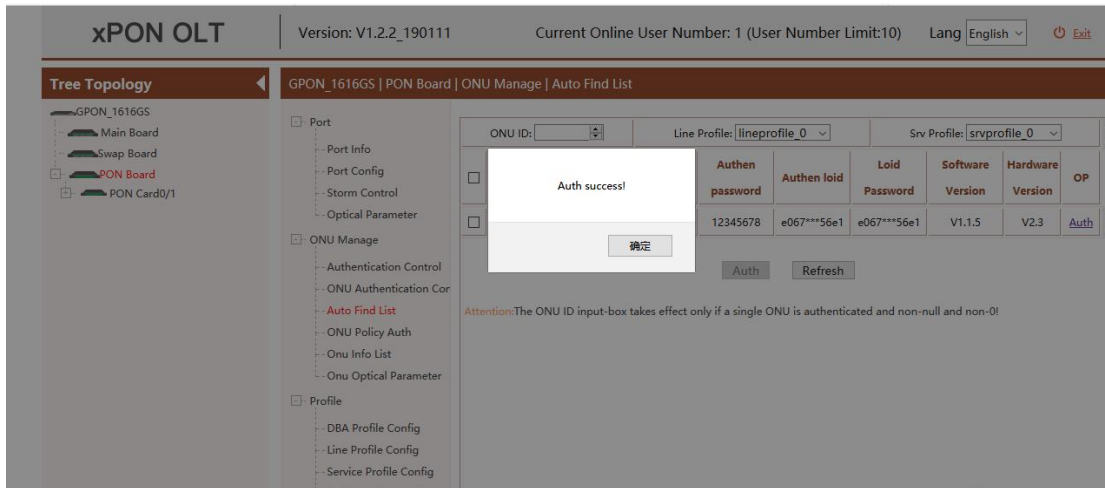 xPON OLT
Version: V1.2.2_190111
Current Online User Number: 1 (User Number Limit:10)
Lang English
Exit
Tree Topology
GPON_1616GS
Main Board
Swap Board
PON Board
PON Card0/1
GPON_1616GS | PON Board | ONU Manage | Auto Find List
Port
Port Info
Port Config
Storm Control
Optical Parameter
ONU Manage
Authentication Control
ONU Authentication Cor
Auto Find List
ONU Policy Auth
Onu Info List
Onu Optical Parameter
Profile
DBA Profile Config
Line Profile Config
Service Profile Config
ONU ID:
Line Profile: lineprofile_0
Srv Profile: srvprofile_0
Authen password
Authen loid
Loid Password
Software Version
Hardware Version
OP
12345678
e067***56e1
e067***56e1
V1.1.5
V2.3
Auth
Auth success!
确定
Auth
Refresh
Attention:The ONU ID input-box takes effect only if a single ONU is authenticated and non-null and non-0!